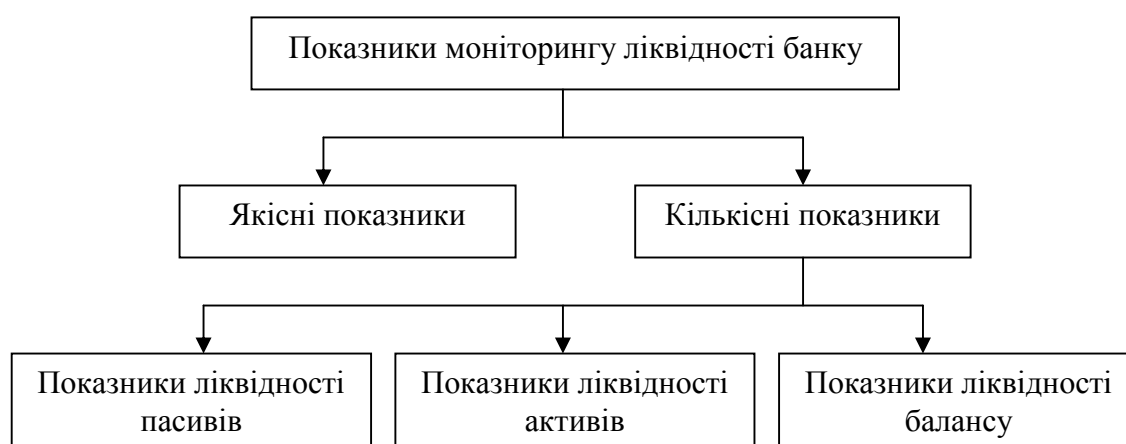 Показники моніторингу ліквідності банку
Якісні показники
Кількісні показники
Показники ліквідності
пасивів
Показники ліквідності
активів
Показники ліквідності
балансу